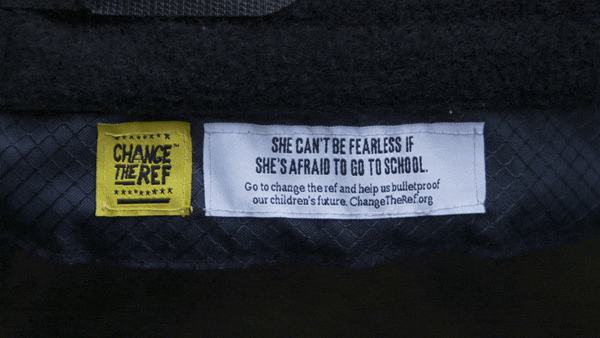 CHANGE™
THE REF
SHE CAN'T BE FEARLESS IF
SHE'S AFRAID TO GO TO SCHOOL.
Go to change the ref and help us bulletproof
our children's future. ChangeTheRef.org